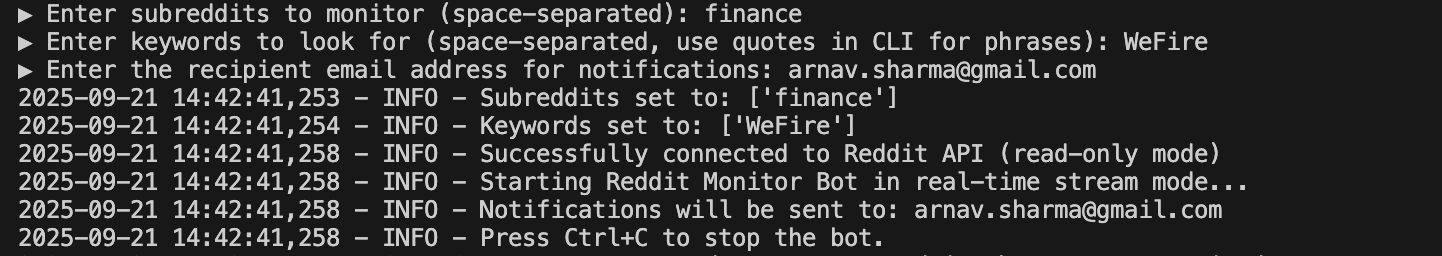 ▶ Enter subreddits to monitor (space-separated): finance
▶ Enter keywords to look for (space-separated, use quotes in CLI for phrases): WeFire
▶ Enter the recipient email address for notifications: arnav.sharma@gmail.com
2025-09-21 14:42:41,253 - INFO - Subreddits set to: ['finance']
2025-09-21 14:42:41,254 - INFO - Keywords set to: ['WeFire']
2025-09-21 14:42:41,258 - INFO - Successfully connected to Reddit API (read-only mode)
2025-09-21 14:42:41,258 - INFO - Starting Reddit Monitor Bot in real-time stream mode...
2025-09-21 14:42:41,258 - INFO - Notifications will be sent to: arnav.sharma@gmail.com
2025-09-21 14:42:41,258 - INFO - Press Ctrl+C to stop the bot.